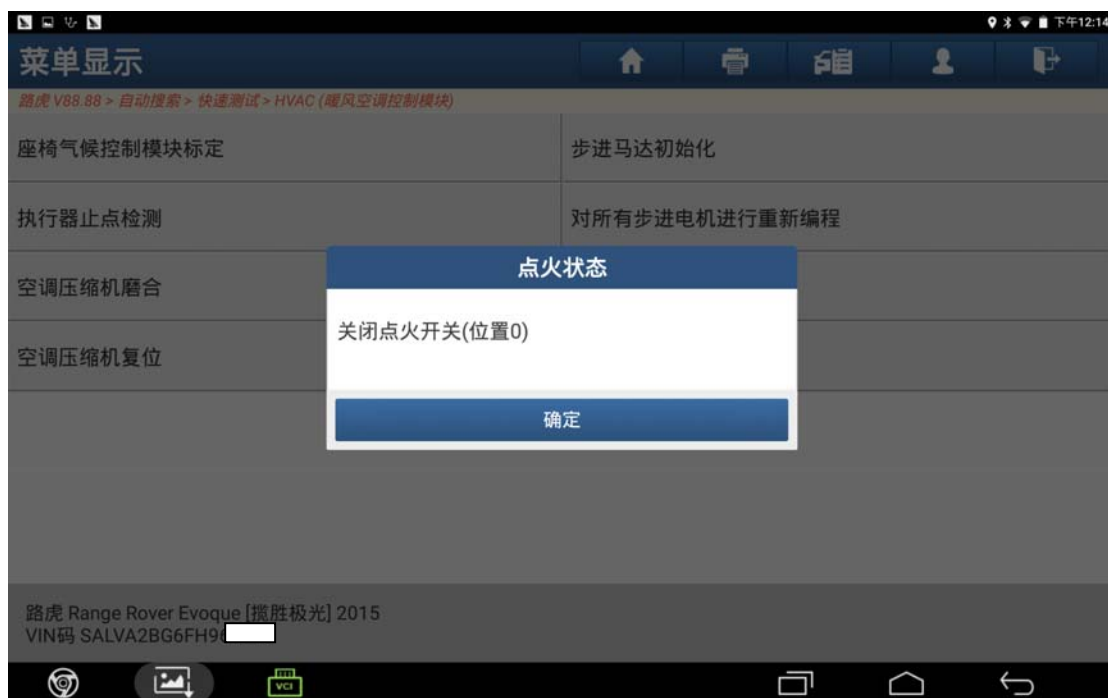 下午12:14
菜单显示
路虎 V88.88 > 自动搜索 > 快速测试 > HVAC (暖风空调控制模块)
座椅气候控制模块标定
步进马达初始化
执行器止点检测
对所有步进电机进行重新编程
点火状态
空调压缩机磨合
关闭点火开关(位置0)
空调压缩机复位
确定
路虎 Range Rover Evoque [揽胜极光] 2015
VIN码 SALVA2BG6FH9
VCI